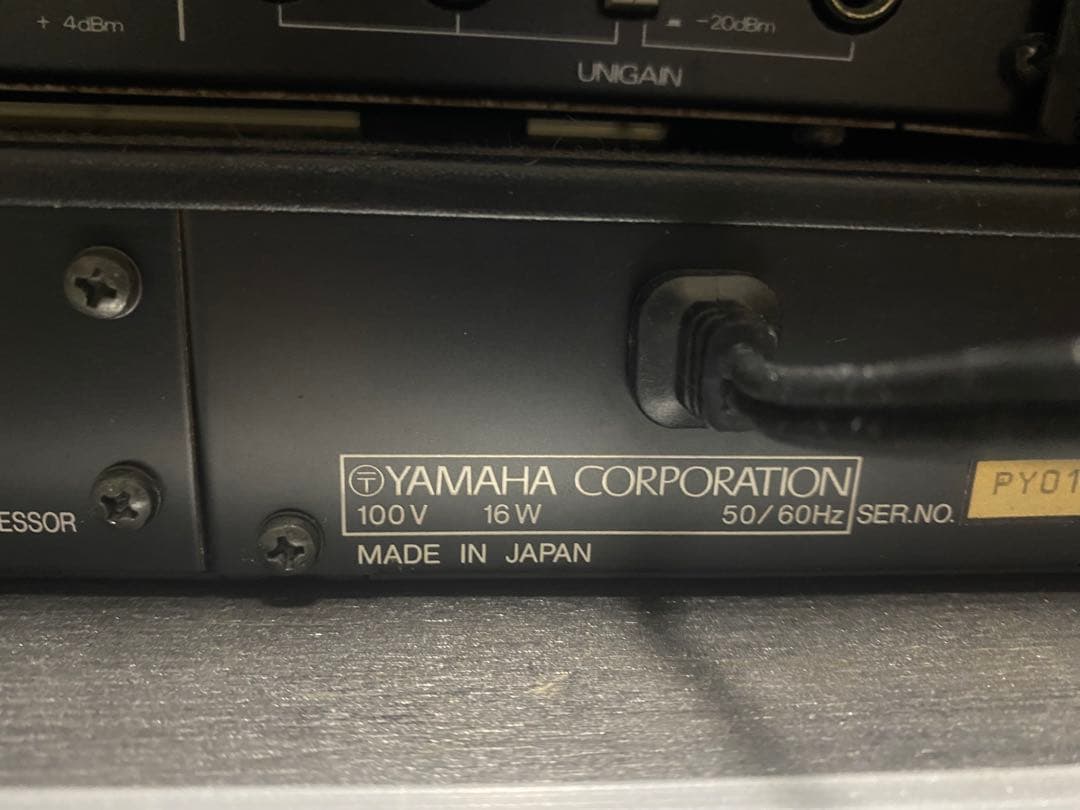 + 4dBm
-20dBm
UNIGAIN
ESSOR
〒YAMAHA CORPORATION
100V 16W 50/60Hz
SER.NO.
PY01
MADE IN JAPAN